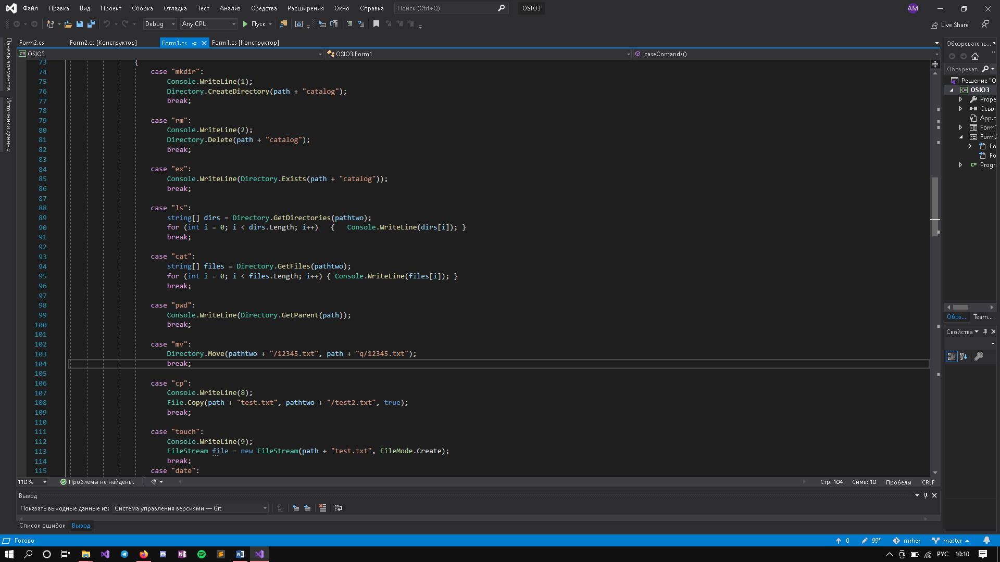 Файл Правка Вид Проект Сборка Отладка Тест Анализ Средства Расширения Окно Справка Поиск (Ctrl+Q) OSIO3 AM
Debug Any CPU Пуск Live Share
Form2.cs Form2.cs [Конструктор] Form1.cs Form1.cs [Конструктор]
OSIO3 OSIO3.Form1 caseComands()
Панель элементов
Источники данных
73 {
74 case "mkdir":
75 Console.WriteLine(1);
76 Directory.CreateDirectory(path + "catalog");
77 break;
78
79 case "rm":
80 Console.WriteLine(2);
81 Directory.Delete(path + "catalog");
82 break;
83
84 case "ex":
85 Console.WriteLine(Directory.Exists(path + "catalog"));
86 break;
87
88 case "ls":
89 string[] dirs = Directory.GetDirectories(pathtwo);
90 for (int i = 0; i < dirs.Length; i++) { Console.WriteLine(dirs[i]); }
91 break;
92
93 case "cat":
94 string[] files = Directory.GetFiles(pathtwo);
95 for (int i = 0; i < files.Length; i++) { Console.WriteLine(files[i]); }
96 break;
97
98 case "pwd":
99 Console.WriteLine(Directory.GetParent(path));
100 break;
101
102 case "mv":
103 Directory.Move(pathtwo + "/12345.txt", path + "q/12345.txt");
104 break;
105
106 case "cp":
107 Console.WriteLine(8);
108 File.Copy(path + "test.txt", pathtwo + "/test2.txt", true);
109 break;
110
111 case "touch":
112 Console.WriteLine(9);
113 FileStream file = new FileStream(path + "test.txt", FileMode.Create);
114 break;
115 case "date":
110 % Проблемы не найдены. Стр: 104 Симв: 10 Пробелы CRLF
Обозреватель...
Обозреват
Решение "O
C# OSIO3
Prope
Ссыл
App.c
Form
Form2
Fo
Fo
C# Progr
Обоз... Team...
Свойства
Вывод
Показать выходные данные из: Система управления версиями — Git
Список ошибок Вывод
Готово 0 99* mrher master
РУС 10:10